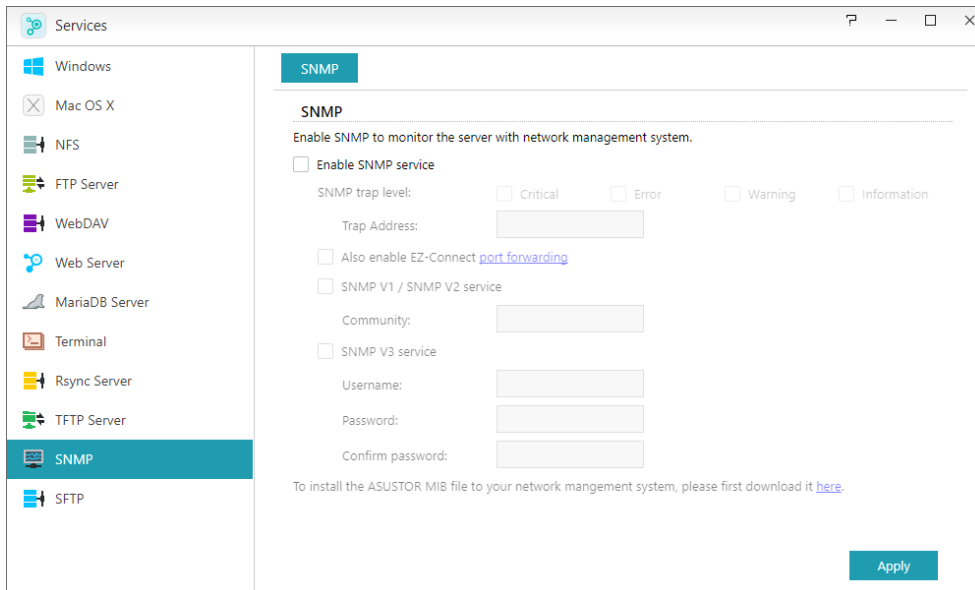 Services
Windows
Mac OS X
NFS
FTP Server
WebDAV
Web Server
MariaDB Server
Terminal
Rsync Server
TFTP Server
SNMP
SFTP
SNMP
SNMP
Enable SNMP to monitor the server with network management system.
Enable SNMP service
SNMP trap level: Critical Error Warning Information
Trap Address:
Also enable EZ-Connect port forwarding
SNMP V1 / SNMP V2 service
Community:
SNMP V3 service
Username:
Password:
Confirm password:
To install the ASUSTOR MIB file to your network mangement system, please first download it here.
Apply